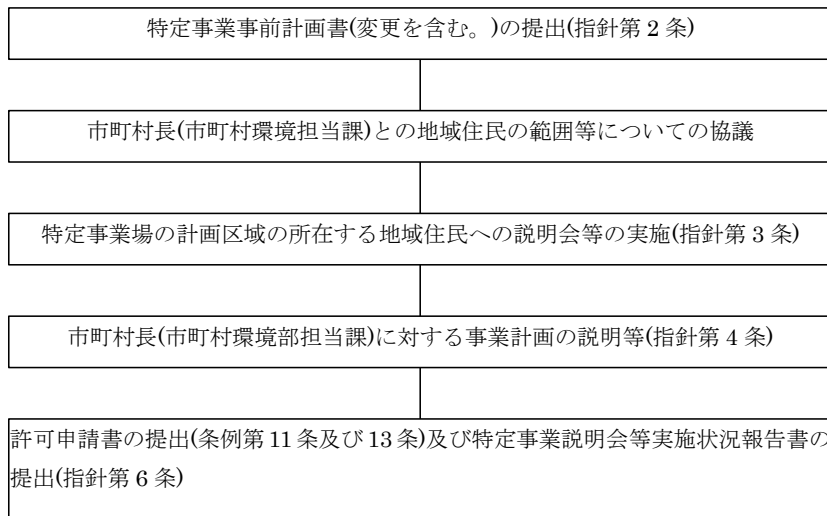 特定事業事前計画書(変更を含む。)の提出(指針第 2 条)
市町村長(市町村環境担当課)との地域住民の範囲等についての協議
特定事業場の計画区域の所在する地域住民への説明会等の実施(指針第 3 条)
市町村長(市町村環境部担当課)に対する事業計画の説明等(指針第 4 条)
許可申請書の提出(条例第 11 条及び 13 条)及び特定事業説明会等実施状況報告書の
提出(指針第 6 条)